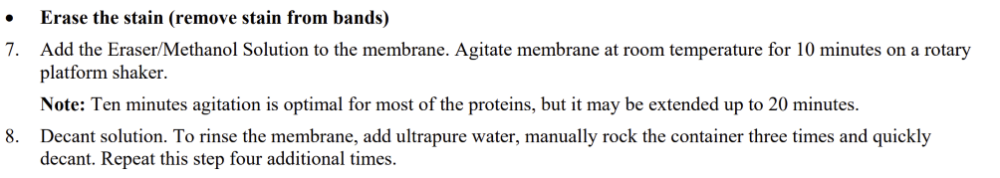 • Erase the stain (remove stain from bands)
7. Add the Eraser/Methanol Solution to the membrane. Agitate membrane at room temperature for 10 minutes on a rotary
platform shaker.
Note: Ten minutes agitation is optimal for most of the proteins, but it may be extended up to 20 minutes.
8. Decant solution. To rinse the membrane, add ultrapure water, manually rock the container three times and quickly
decant. Repeat this step four additional times.